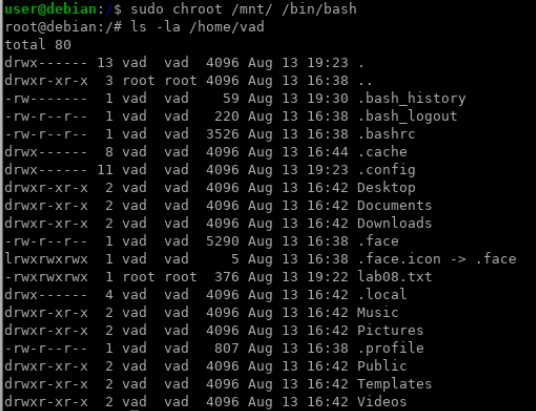 user@debian:/$ sudo chroot /mnt/ /bin/bash
root@debian:/# ls -la /home/vad
total 80
drwx------ 13 vad  vad  4096 Aug 13 19:23 .
drwxr-xr-x  3 root root 4096 Aug 13 16:38 ..
-rw-------  1 vad  vad    59 Aug 13 19:30 .bash_history
-rw-r--r--  1 vad  vad   220 Aug 13 16:38 .bash_logout
-rw-r--r--  1 vad  vad  3526 Aug 13 16:38 .bashrc
drwx------  8 vad  vad  4096 Aug 13 16:44 .cache
drwx------ 11 vad  vad  4096 Aug 13 19:23 .config
drwxr-xr-x  2 vad  vad  4096 Aug 13 16:42 Desktop
drwxr-xr-x  2 vad  vad  4096 Aug 13 16:42 Documents
drwxr-xr-x  2 vad  vad  4096 Aug 13 16:42 Downloads
-rw-r--r--  1 vad  vad  5290 Aug 13 16:38 .face
lrwxrwxrwx  1 vad  vad     5 Aug 13 16:38 .face.icon -> .face
-rwxrwxrwx  1 root root  376 Aug 13 19:22 lab08.txt
drwx------  4 vad  vad  4096 Aug 13 16:42 .local
drwxr-xr-x  2 vad  vad  4096 Aug 13 16:42 Music
drwxr-xr-x  2 vad  vad  4096 Aug 13 16:42 Pictures
-rw-r--r--  1 vad  vad   807 Aug 13 16:38 .profile
drwxr-xr-x  2 vad  vad  4096 Aug 13 16:42 Public
drwxr-xr-x  2 vad  vad  4096 Aug 13 16:42 Templates
drwxr-xr-x  2 vad  vad  4096 Aug 13 16:42 Videos